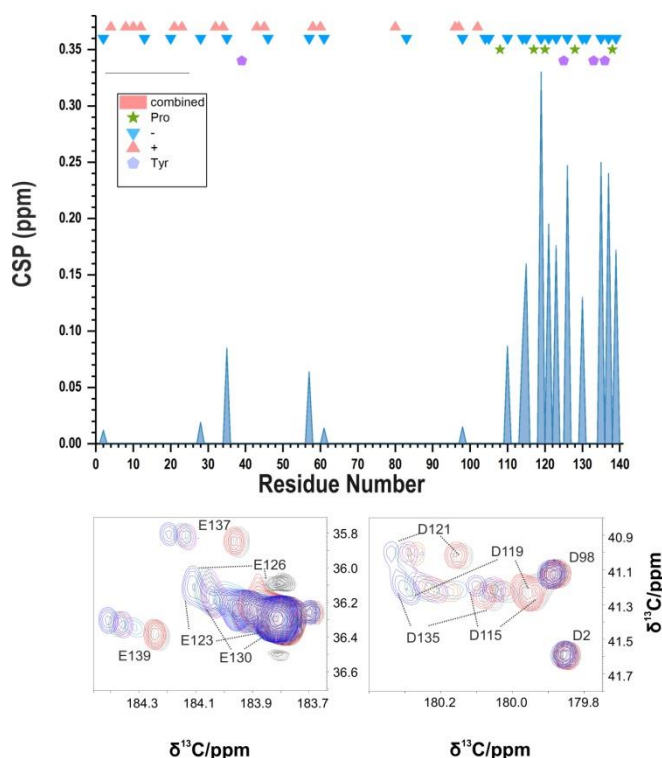 0.35
0.30
0.25
0.20
0.15
0.10
0.05
0.00
CSP (ppm)
combined
Pro
-
+
Tyr
0 10 20 30 40 50 60 70 80 90 100 110 120 130 140
Residue Number
E137
E126
E139
E123
E130
35.8
36.0
36.2
36.4
36.6
184.3 184.1 183.9 183.7
δ¹³C/ppm
D121
D119
D98
D135
D115
D2
40.9
41.1
41.3
41.5
41.7
180.2 180.0 179.8
δ¹³C/ppm
δ¹³C/ppm